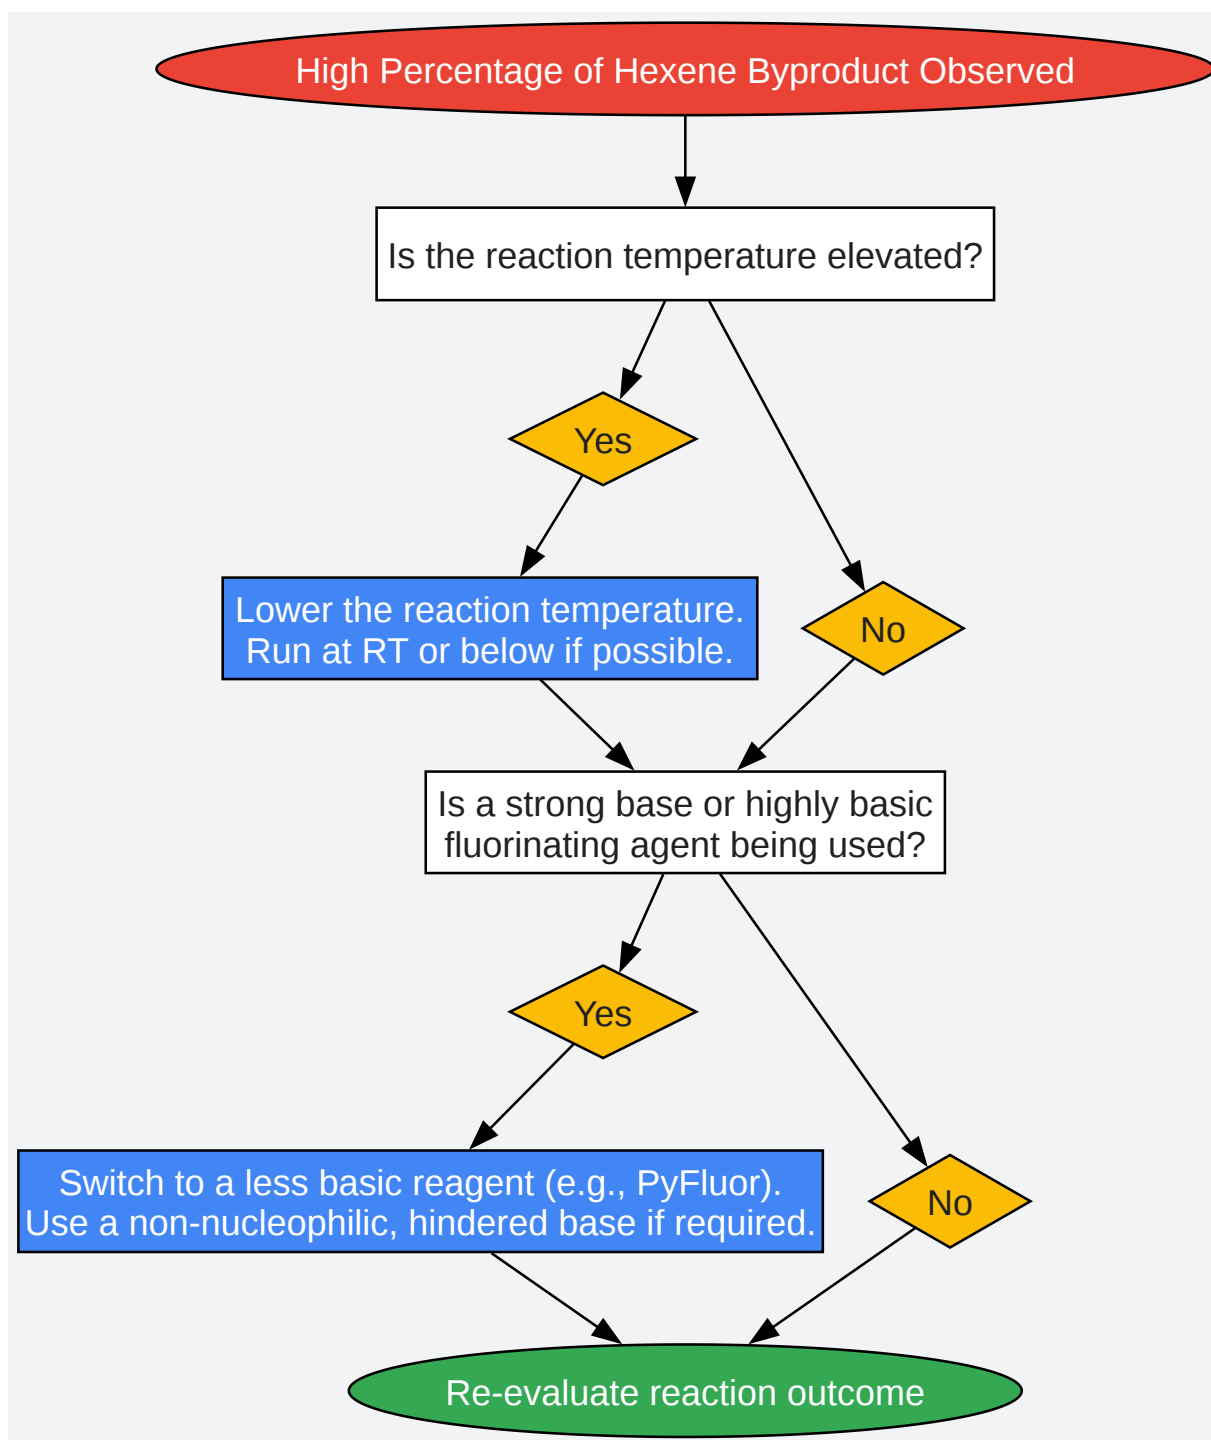 High Percentage of Hexene Byproduct Observed
Is the reaction temperature elevated?
Yes
Lower the reaction temperature.
Run at RT or below if possible.
No
Is a strong base or highly basic
fluorinating agent being used?
Yes
Switch to a less basic reagent (e.g., PyFluor).
Use a non-nucleophilic, hindered base if required.
No
Re-evaluate reaction outcome